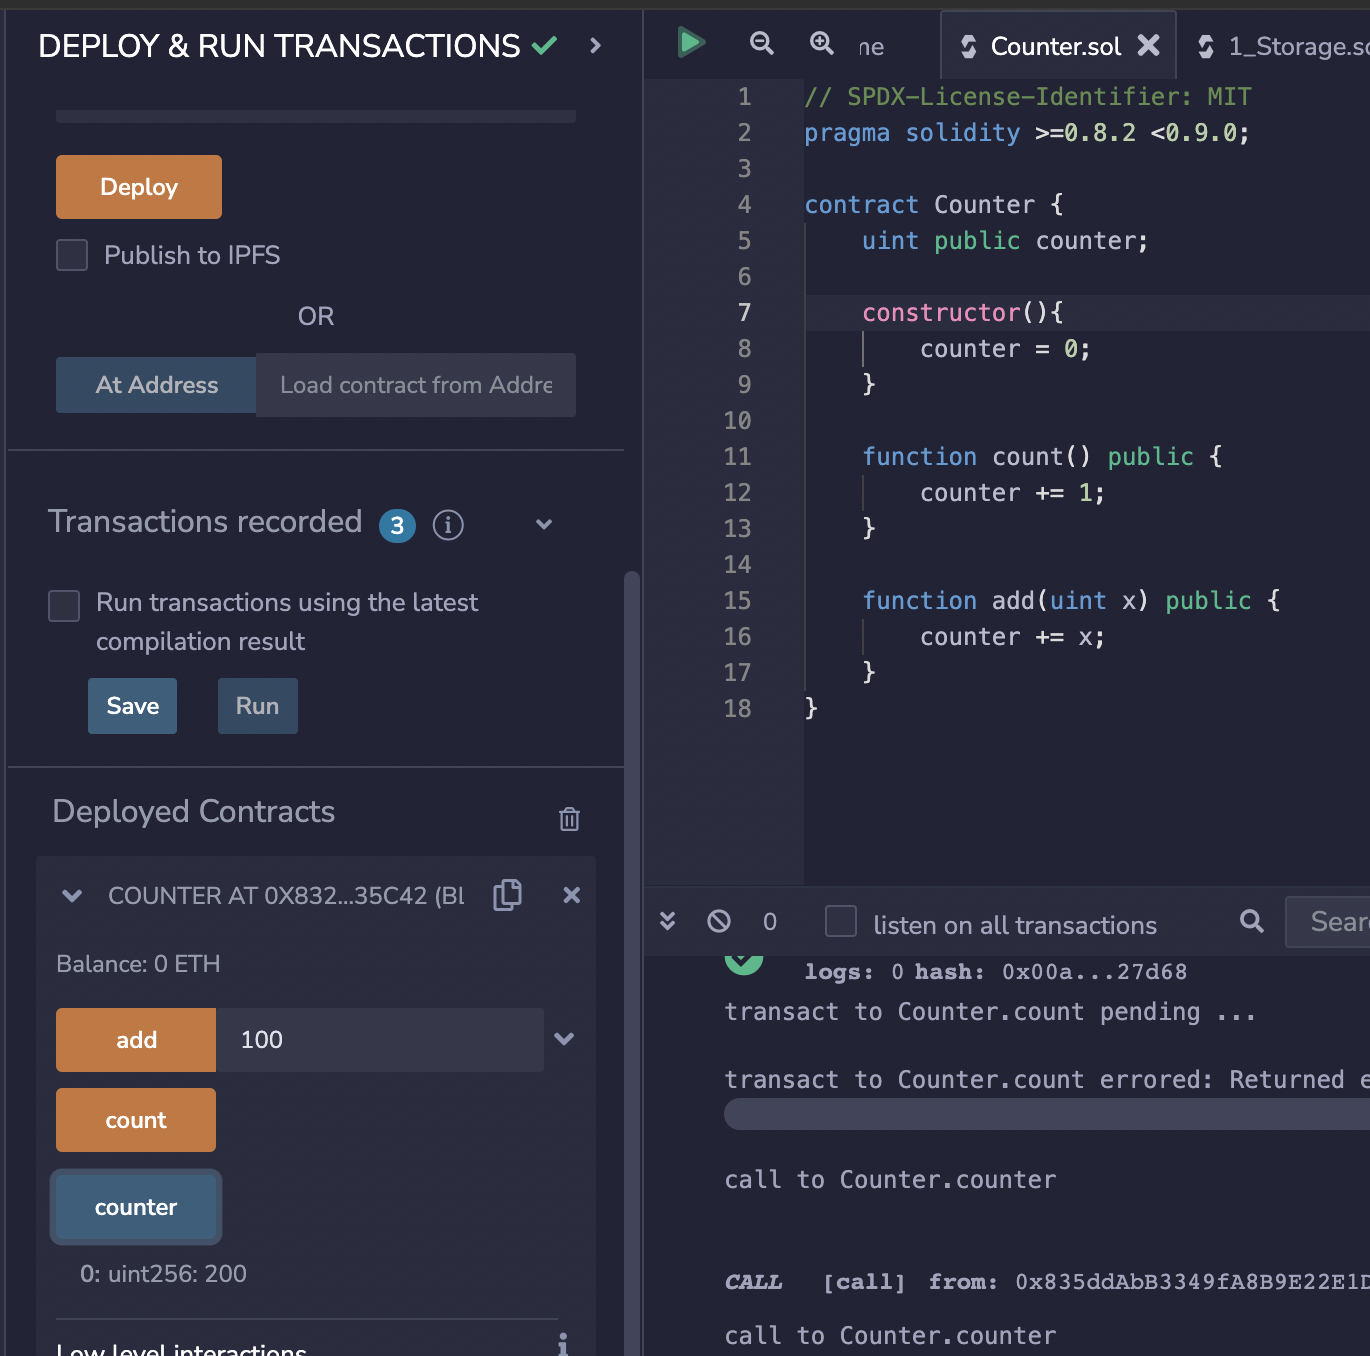 DEPLOY & RUN TRANSACTIONS
Deploy
Publish to IPFS
OR
At Address
Load contract from Addre
Transactions recorded 3
Run transactions using the latest
compilation result
Save
Run
Deployed Contracts
COUNTER AT 0X832...35C42 (BL
Balance: 0 ETH
add
100
count
counter
0: uint256: 200
Low level interactions
ne
Counter.sol
1_Storage.so
1 // SPDX-License-Identifier: MIT
2 pragma solidity >=0.8.2 <0.9.0;
3
4 contract Counter {
5 uint public counter;
6
7 constructor(){
8 counter = 0;
9 }
10
11 function count() public {
12 counter += 1;
13 }
14
15 function add(uint x) public {
16 counter += x;
17 }
18 }
0
listen on all transactions
Sear
logs: 0 hash: 0x00a...27d68
transact to Counter.count pending ...
transact to Counter.count errored: Returned e
call to Counter.counter
CALL [call] from: 0x835ddAbB3349fA8B9E22E1D
call to Counter.counter